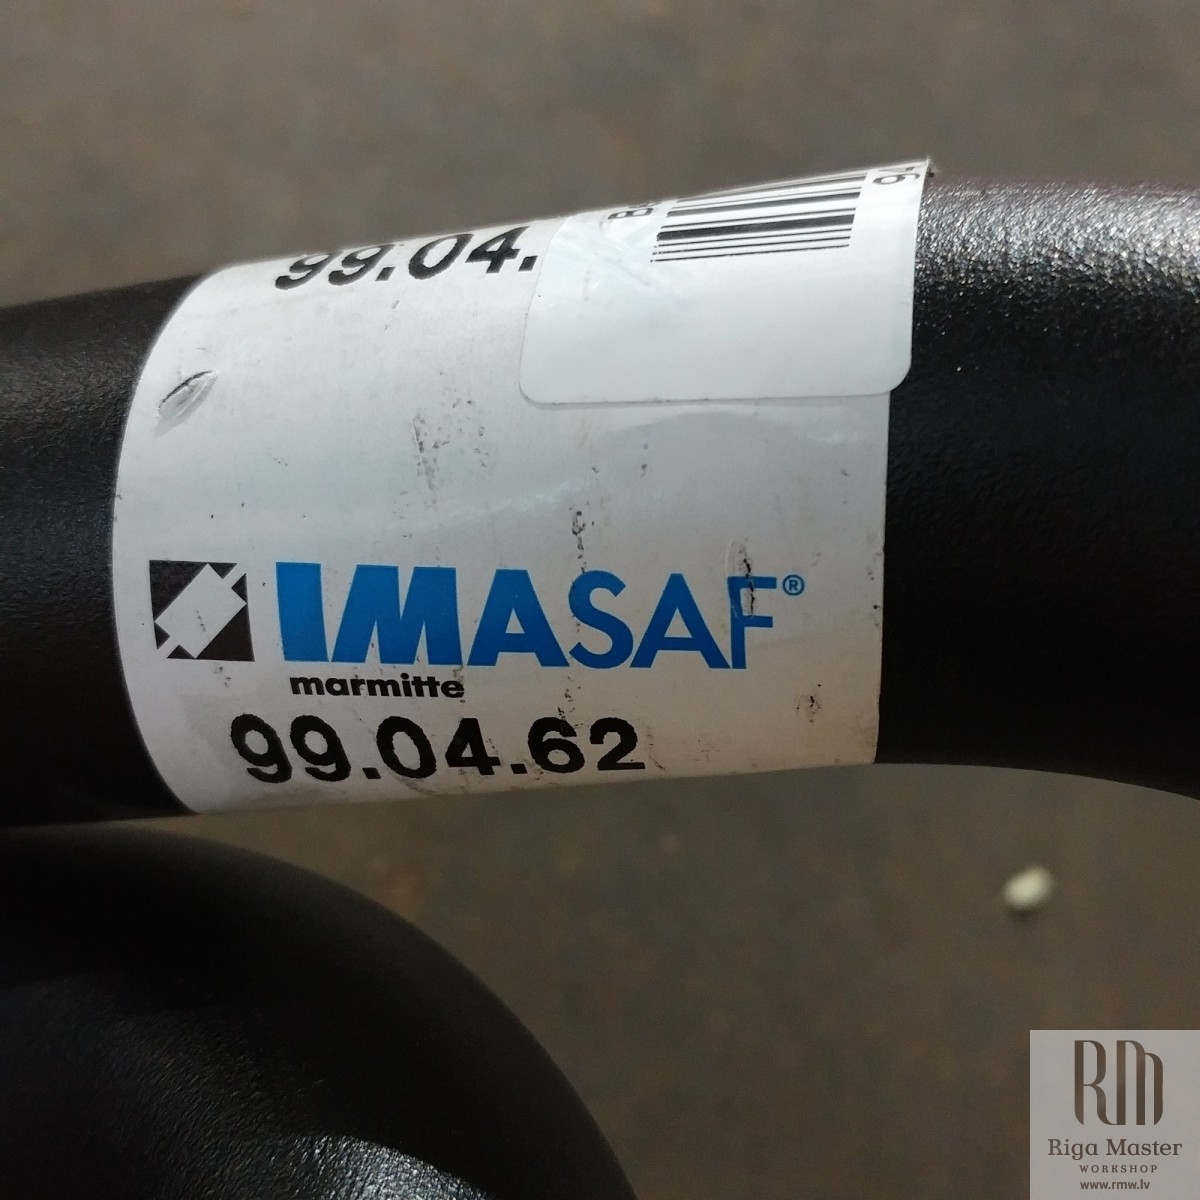 99.04.
IMASAF®
marmitte
99.04.62
RM
Riga Master
WORKSHOP
www.rmw.lv